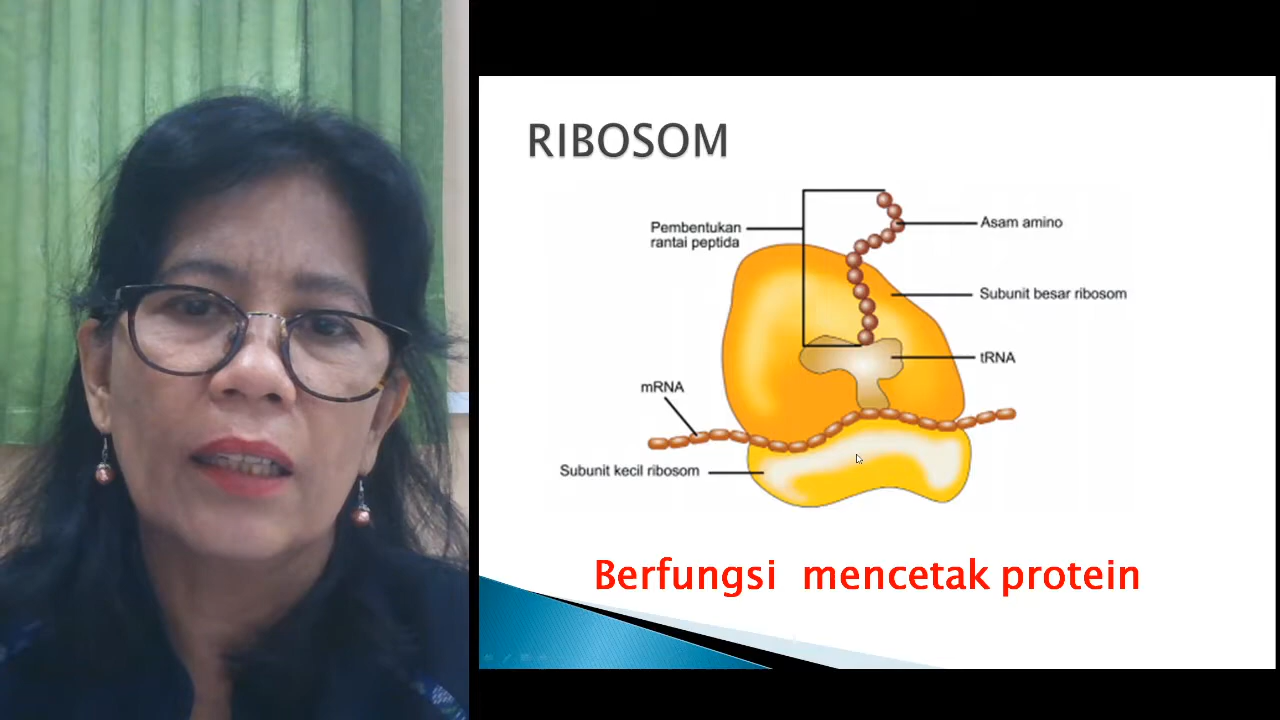 RIBOSOM
Pembentukan
rantai peptida
Asam amino
Subunit besar ribosom
tRNA
mRNA
Subunit kecil ribosom
Berfungsi mencetak protein